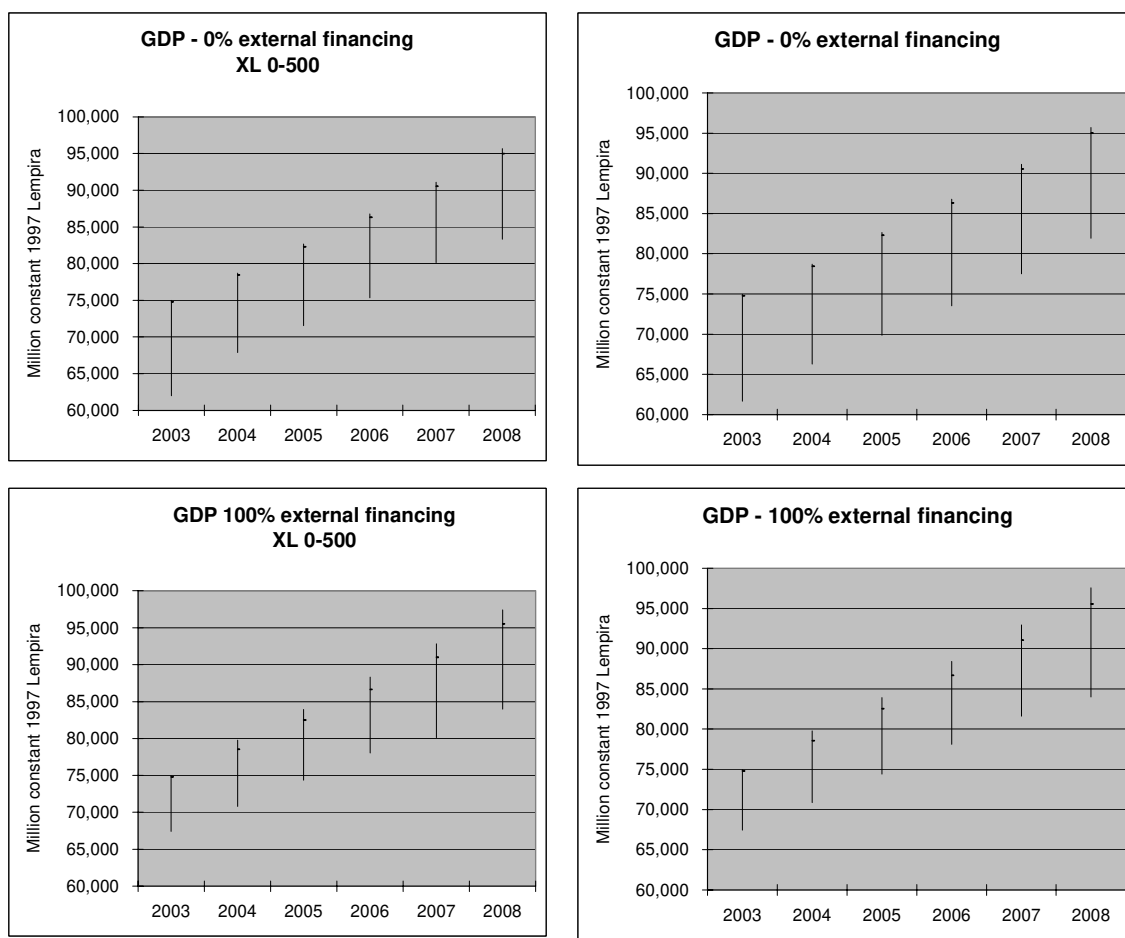 GDP - 0% external financing
XL 0-500
Million constant 1997 Lempira
100,000
95,000
90,000
85,000
80,000
75,000
70,000
65,000
60,000
2003 2004 2005 2006 2007 2008
GDP - 0% external financing
Million constant 1997 Lempira
100,000
95,000
90,000
85,000
80,000
75,000
70,000
65,000
60,000
2003 2004 2005 2006 2007 2008
GDP 100% external financing
XL 0-500
Million constant 1997 Lempira
100,000
95,000
90,000
85,000
80,000
75,000
70,000
65,000
60,000
2003 2004 2005 2006 2007 2008
GDP - 100% external financing
Million constant 1997 Lempira
100,000
95,000
90,000
85,000
80,000
75,000
70,000
65,000
60,000
2003 2004 2005 2006 2007 2008